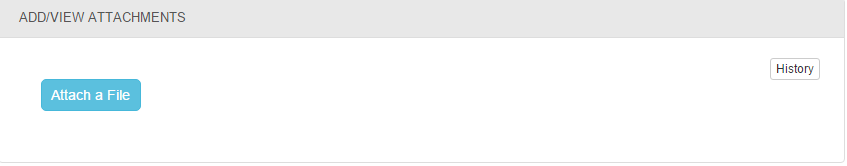 ADD/VIEW ATTACHMENTS
History
Attach a File